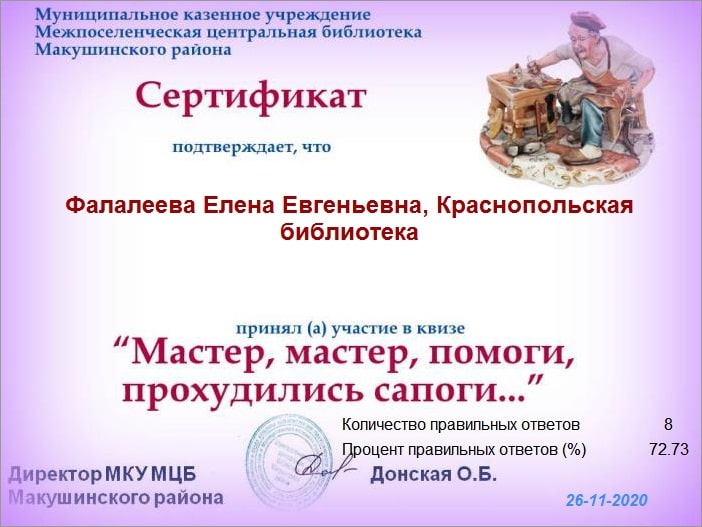 Муниципальное казенное учреждение
Межпоселенческая центральная библиотека
Макушинского района
Сертификат
подтверждает, что
Фалалеева Елена Евгеньевна, Краснопольская
библиотека
принял (а) участие в квизе
“Мастер, мастер, помоги,
прохудились сапоги...”
Количество правильных ответов 8
Процент правильных ответов (%) 72.73
Директор МКУ МЦБ Донская О.Б.
Макушинского района
26-11-2020